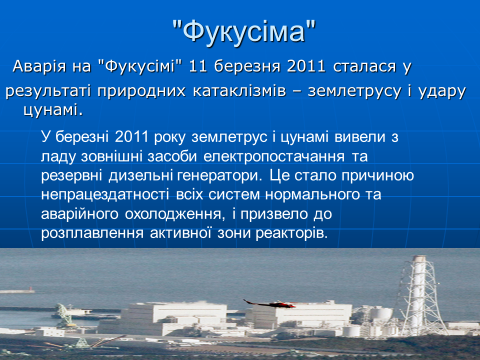 "Фукусіма"
Аварія на "Фукусімі" 11 березня 2011 сталася у
результаті природних катаклізмів – землетрусу і удару
цунамі.
У березні 2011 року землетрус і цунамі вивели з
ладу зовнішні засоби електропостачання та
резервні дизельні генератори. Це стало причиною
непрацездатності всіх систем нормального та
аварійного охолодження, і призвело до
розплавлення активної зони реакторів.